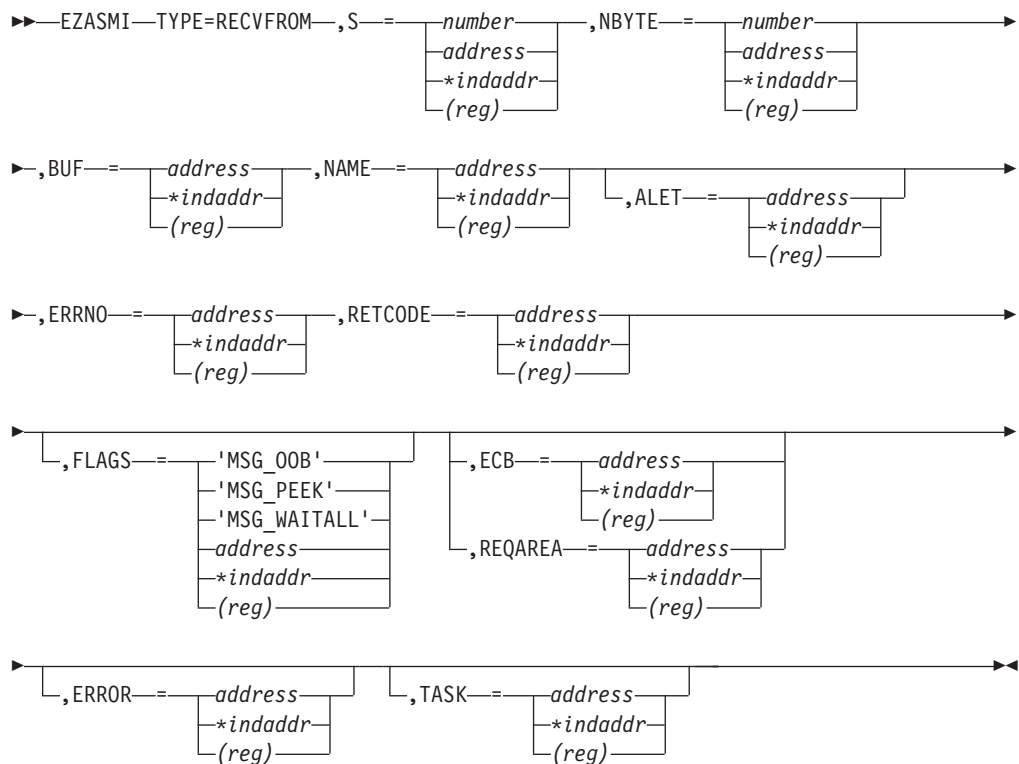 EZASMI TYPE=RECVFROM ,S = number ,NBYTE = number
address address
*indaddr *indaddr
(reg) (reg)
,BUF = address ,NAME = address
*indaddr *indaddr ,ALET = address
(reg) (reg) *indaddr
(reg)
,ERRNO = address ,RETCODE = address
*indaddr *indaddr
(reg) (reg)
,FLAGS = 'MSG_OOB' ,ECB = address
'MSG_PEEK' *indaddr
'MSG_WAITALL' (reg)
address ,REQAREA = address
*indaddr *indaddr
(reg) (reg)
,ERROR = address ,TASK = address
*indaddr *indaddr
(reg) (reg)